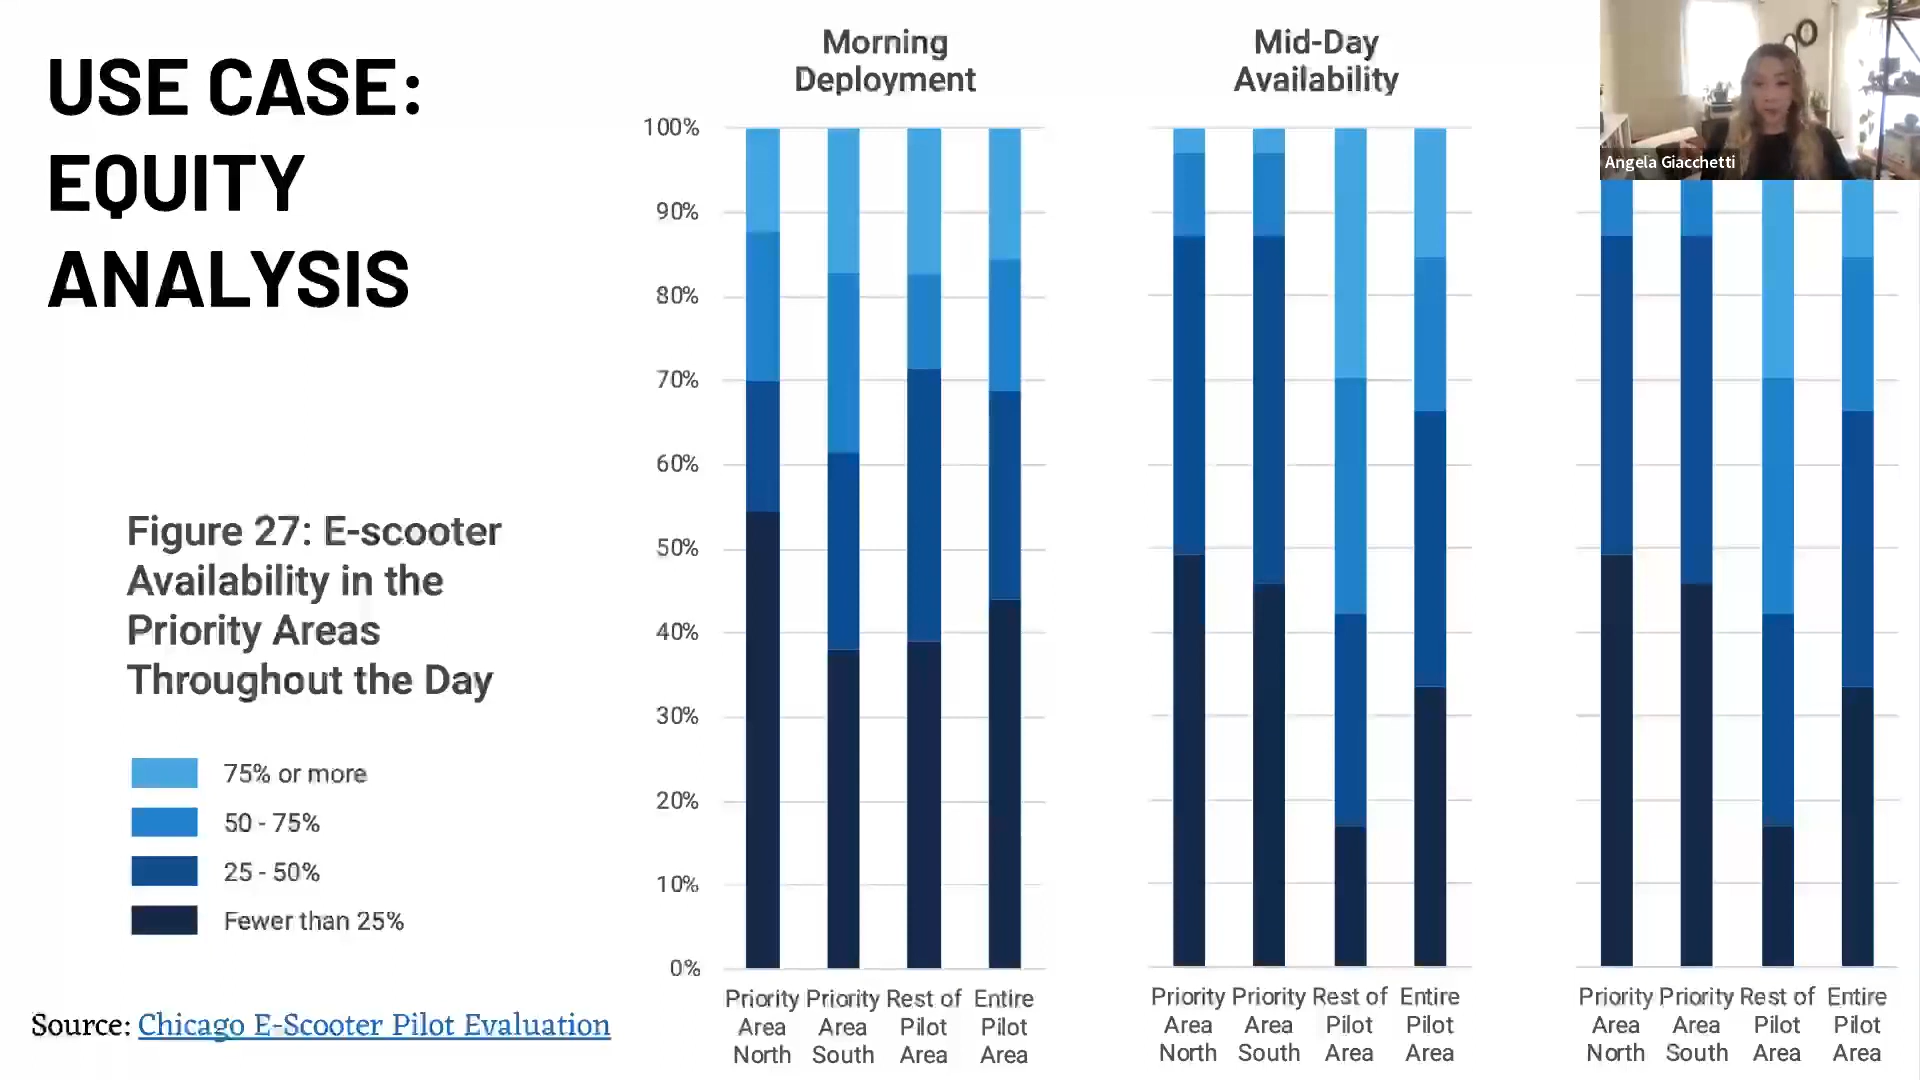 USE CASE:
EQUITY
ANALYSIS
Figure 27: E-scooter
Availability in the
Priority Areas
Throughout the Day
75% or more
50 - 75%
25 - 50%
Fewer than 25%
Source: Chicago E-Scooter Pilot Evaluation
Morning
Deployment
100%
90%
80%
70%
60%
50%
40%
30%
20%
10%
0%
Priority Priority Rest of Entire
Area Area Pilot Pilot
North South Area Area
Mid-Day
Availability
Priority Priority Rest of Entire
Area Area Pilot Pilot
North South Area Area
Angela Giacchetti
Priority Priority Rest of Entire
Area Area Pilot Pilot
North South Area Area